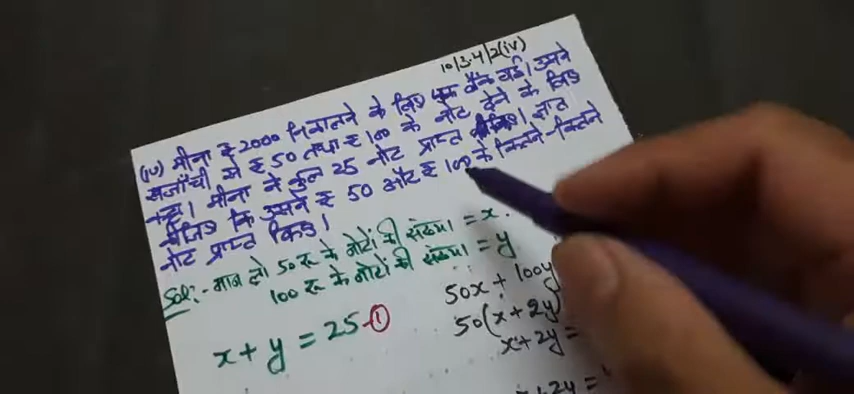 10/3.4/2(iv)
(iv) मीना ₹2000 निकालने के लिए एक बैंक गई। उसने
खजाँची से ₹50 तथा ₹100 के नोट देने के लिए
कहा। मीना ने कुल 25 नोट प्राप्त किए। ज्ञात
कीजिए कि उसने ₹ 50 और ₹ 100 के कितने-कितने
नोट प्राप्त किए।
Sol:- मान लो 50 रू के नोटों की संख्या = x.
100 रू के नोटों की संख्या = y
50x + 100y
x + y = 25 -①
50(x + 2y)
x + 2y =
+ 2y =